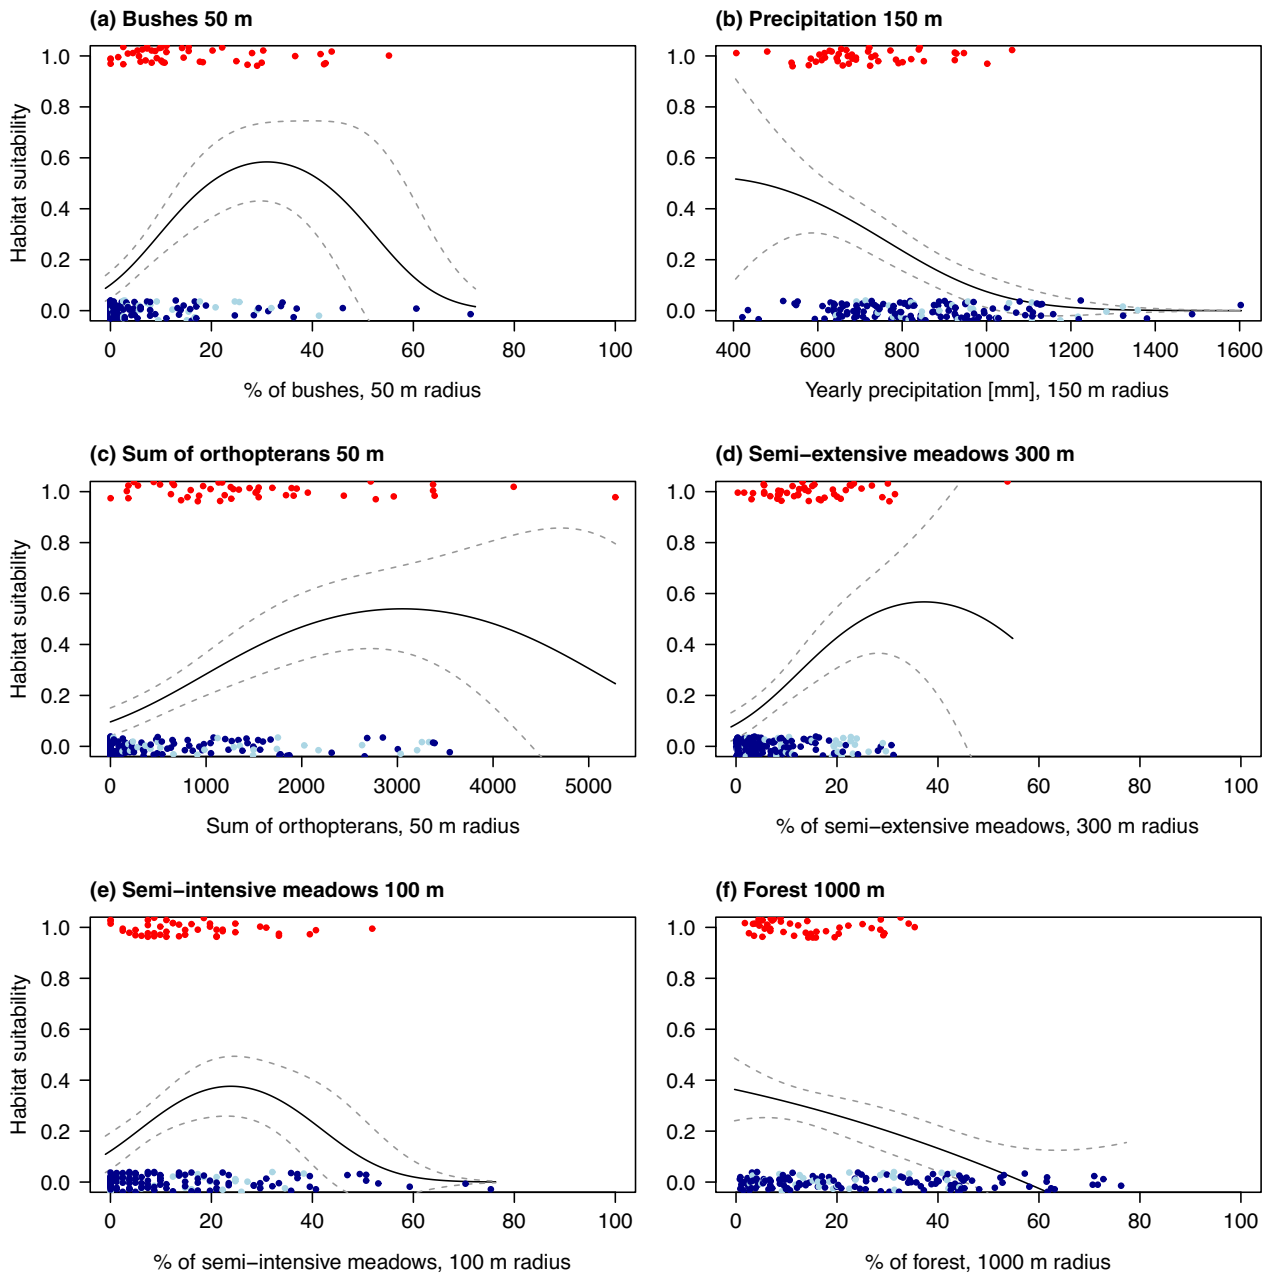 (a) Bushes 50 m
1.0
0.8
0.6
0.4
0.2
0.0
Habitat suitability
0 20 40 60 80 100
% of bushes, 50 m radius
(b) Precipitation 150 m
1.0
0.8
0.6
0.4
0.2
0.0
400 600 800 1000 1200 1400 1600
Yearly precipitation [mm], 150 m radius
(c) Sum of orthopterans 50 m
1.0
0.8
0.6
0.4
0.2
0.0
Habitat suitability
0 1000 2000 3000 4000 5000
Sum of orthopterans, 50 m radius
(d) Semi−extensive meadows 300 m
1.0
0.8
0.6
0.4
0.2
0.0
0 20 40 60 80 100
% of semi−extensive meadows, 300 m radius
(e) Semi−intensive meadows 100 m
1.0
0.8
0.6
0.4
0.2
0.0
Habitat suitability
0 20 40 60 80 100
% of semi−intensive meadows, 100 m radius
(f) Forest 1000 m
1.0
0.8
0.6
0.4
0.2
0.0
0 20 40 60 80 100
% of forest, 1000 m radius